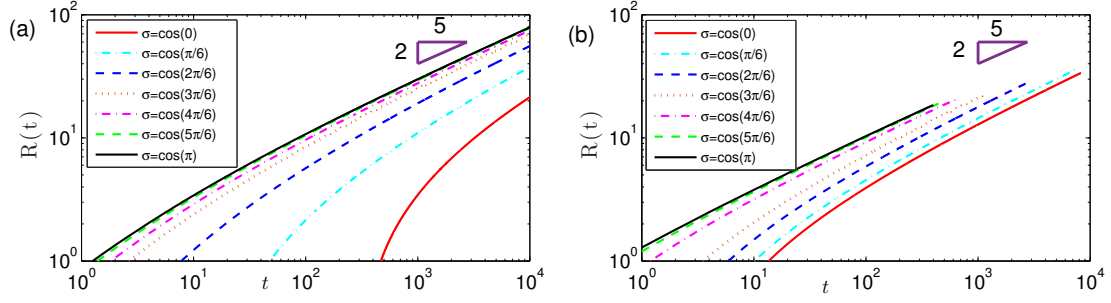 (a)
R(t)
10^2
10^1
10^0
σ=cos(0)
σ=cos(π/6)
σ=cos(2π/6)
σ=cos(3π/6)
σ=cos(4π/6)
σ=cos(5π/6)
σ=cos(π)
5
2
10^0 10^1 10^2 10^3 10^4
t
(b)
R(t)
10^2
10^1
10^0
σ=cos(0)
σ=cos(π/6)
σ=cos(2π/6)
σ=cos(3π/6)
σ=cos(4π/6)
σ=cos(5π/6)
σ=cos(π)
5
2
10^0 10^1 10^2 10^3 10^4
t